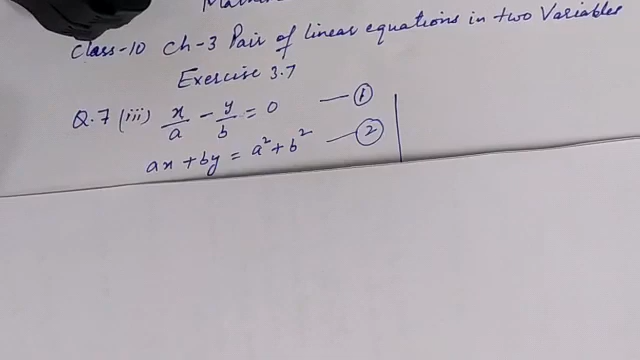 Class-10 Ch-3 Pair of linear equations in two Variables
Exercise 3.7
Q.7 (iii) x/a - y/b = 0 — ①
ax + by = a² + b² — ②